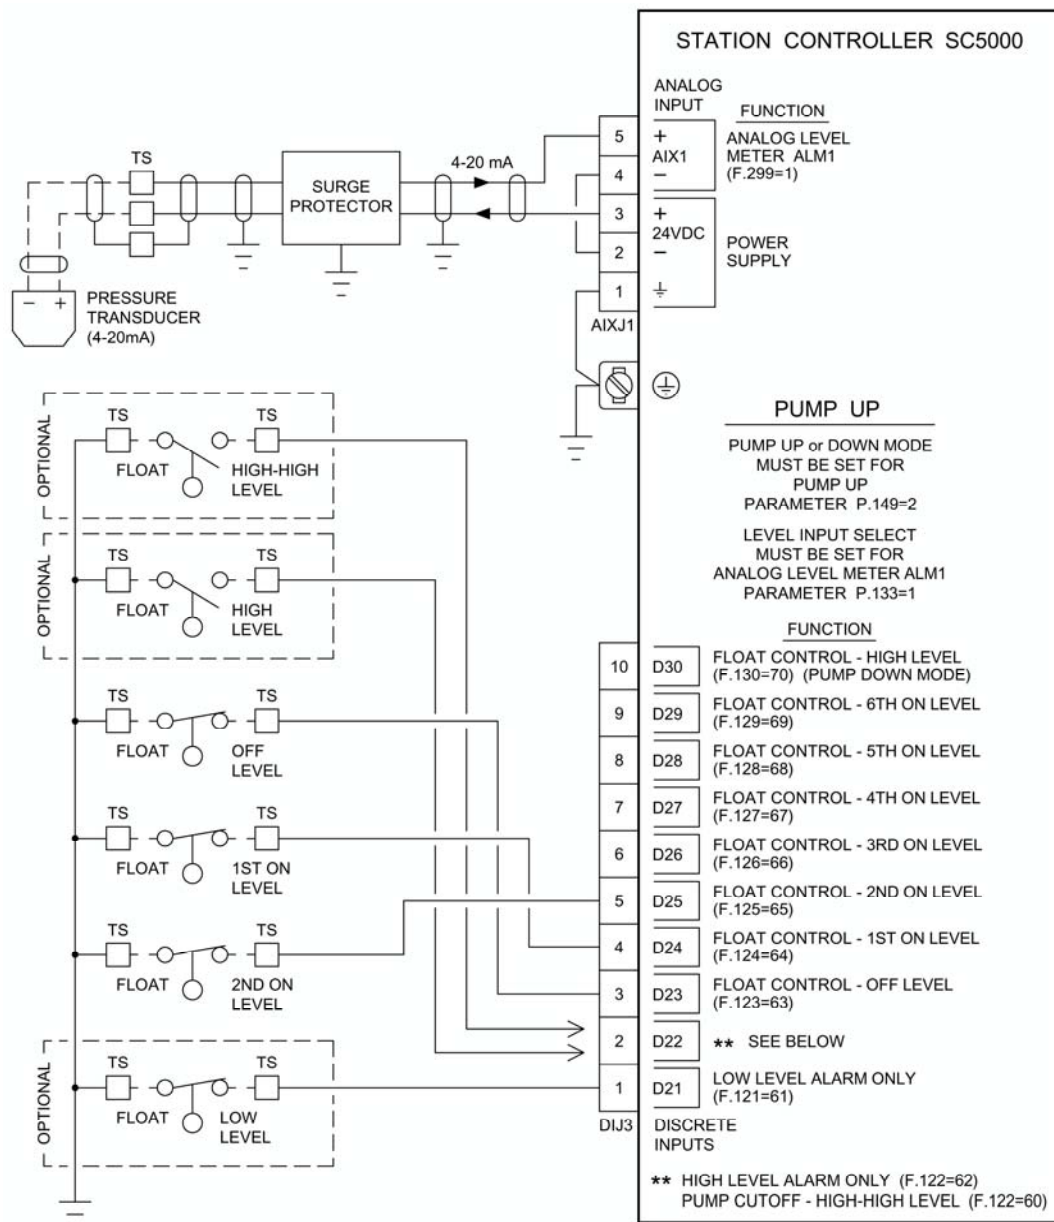 STATION CONTROLLER SC5000
ANALOG
INPUT
FUNCTION
5
+
AIX1
4
−
ANALOG LEVEL
METER ALM1
(F.299=1)
3
+
24VDC
2
−
POWER
SUPPLY
1
AIXJ1
TS
SURGE
PROTECTOR
4-20 mA
− +
PRESSURE
TRANSDUCER
(4-20mA)
PUMP UP
PUMP UP or DOWN MODE
MUST BE SET FOR
PUMP UP
PARAMETER P.149=2
LEVEL INPUT SELECT
MUST BE SET FOR
ANALOG LEVEL METER ALM1
PARAMETER P.133=1
OPTIONAL
TS TS
FLOAT HIGH-HIGH
LEVEL
OPTIONAL
TS TS
FLOAT HIGH
LEVEL
TS TS
FLOAT OFF
LEVEL
TS TS
FLOAT 1ST ON
LEVEL
TS TS
FLOAT 2ND ON
LEVEL
OPTIONAL
TS TS
FLOAT LOW
LEVEL
FUNCTION
10 D30 FLOAT CONTROL - HIGH LEVEL
(F.130=70) (PUMP DOWN MODE)
9 D29 FLOAT CONTROL - 6TH ON LEVEL
(F.129=69)
8 D28 FLOAT CONTROL - 5TH ON LEVEL
(F.128=68)
7 D27 FLOAT CONTROL - 4TH ON LEVEL
(F.127=67)
6 D26 FLOAT CONTROL - 3RD ON LEVEL
(F.126=66)
5 D25 FLOAT CONTROL - 2ND ON LEVEL
(F.125=65)
4 D24 FLOAT CONTROL - 1ST ON LEVEL
(F.124=64)
3 D23 FLOAT CONTROL - OFF LEVEL
(F.123=63)
2 D22 ** SEE BELOW
1 D21 LOW LEVEL ALARM ONLY
(F.121=61)
DIJ3 DISCRETE
INPUTS
** HIGH LEVEL ALARM ONLY (F.122=62)
PUMP CUTOFF - HIGH-HIGH LEVEL (F.122=60)